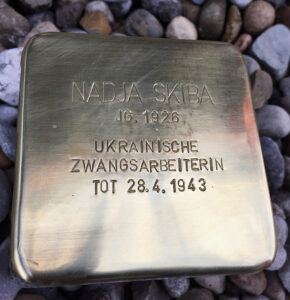 NADJA SKIBA
JG. 1926
UKRAINISCHE
ZWANGSARBEITERIN
TOT 28.4.1943